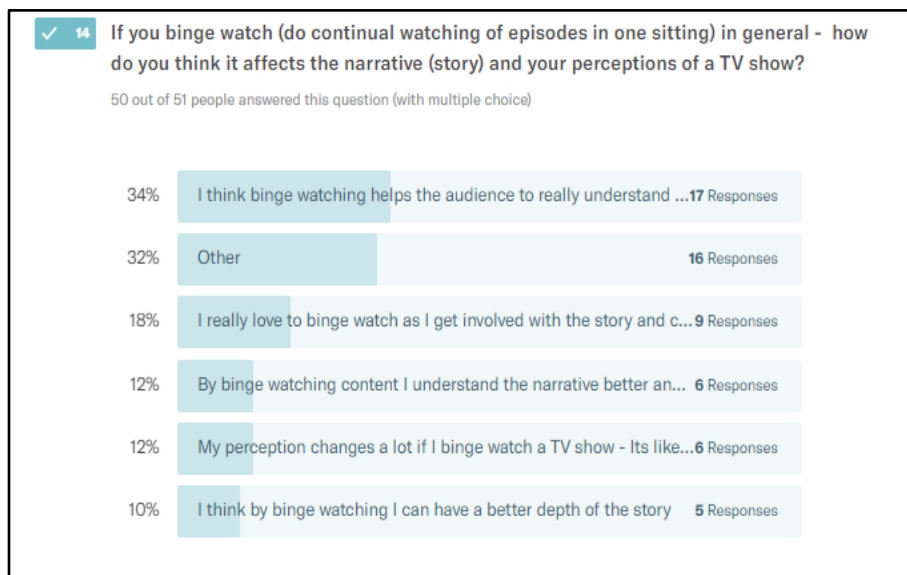 14 If you binge watch (do continual watching of episodes in one sitting) in general - how
do you think it affects the narrative (story) and your perceptions of a TV show?
50 out of 51 people answered this question (with multiple choice)
34% I think binge watching helps the audience to really understand ...17 Responses
32% Other 16 Responses
18% I really love to binge watch as I get involved with the story and c...9 Responses
12% By binge watching content I understand the narrative better an... 6 Responses
12% My perception changes a lot if I binge watch a TV show - Its like...6 Responses
10% I think by binge watching I can have a better depth of the story 5 Responses